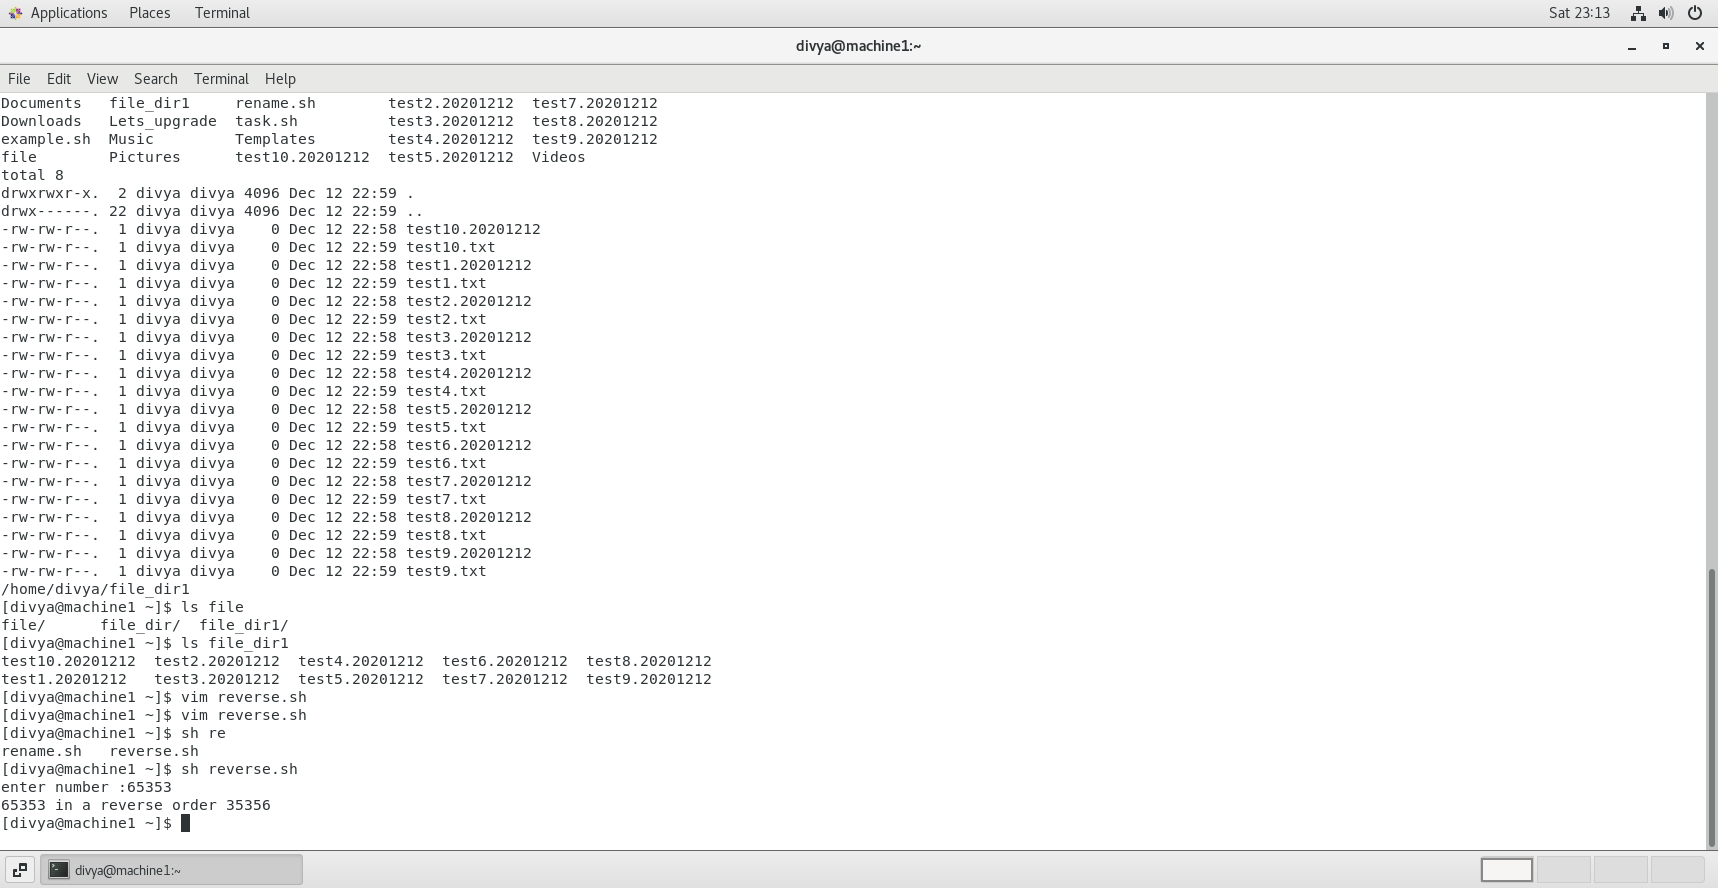 Applications Places Terminal Sat 23:13
divya@machine1:~
File Edit View Search Terminal Help
Documents   file_dir1     rename.sh        test2.20201212  test7.20201212
Downloads   Lets_upgrade  task.sh          test3.20201212  test8.20201212
example.sh  Music         Templates        test4.20201212  test9.20201212
file        Pictures      test10.20201212  test5.20201212  Videos
total 8
drwxrwxr-x.  2 divya divya 4096 Dec 12 22:59 .
drwx------. 22 divya divya 4096 Dec 12 22:59 ..
-rw-rw-r--.  1 divya divya    0 Dec 12 22:58 test10.20201212
-rw-rw-r--.  1 divya divya    0 Dec 12 22:59 test10.txt
-rw-rw-r--.  1 divya divya    0 Dec 12 22:58 test1.20201212
-rw-rw-r--.  1 divya divya    0 Dec 12 22:59 test1.txt
-rw-rw-r--.  1 divya divya    0 Dec 12 22:58 test2.20201212
-rw-rw-r--.  1 divya divya    0 Dec 12 22:59 test2.txt
-rw-rw-r--.  1 divya divya    0 Dec 12 22:58 test3.20201212
-rw-rw-r--.  1 divya divya    0 Dec 12 22:59 test3.txt
-rw-rw-r--.  1 divya divya    0 Dec 12 22:58 test4.20201212
-rw-rw-r--.  1 divya divya    0 Dec 12 22:59 test4.txt
-rw-rw-r--.  1 divya divya    0 Dec 12 22:58 test5.20201212
-rw-rw-r--.  1 divya divya    0 Dec 12 22:59 test5.txt
-rw-rw-r--.  1 divya divya    0 Dec 12 22:58 test6.20201212
-rw-rw-r--.  1 divya divya    0 Dec 12 22:59 test6.txt
-rw-rw-r--.  1 divya divya    0 Dec 12 22:58 test7.20201212
-rw-rw-r--.  1 divya divya    0 Dec 12 22:59 test7.txt
-rw-rw-r--.  1 divya divya    0 Dec 12 22:58 test8.20201212
-rw-rw-r--.  1 divya divya    0 Dec 12 22:59 test8.txt
-rw-rw-r--.  1 divya divya    0 Dec 12 22:58 test9.20201212
-rw-rw-r--.  1 divya divya    0 Dec 12 22:59 test9.txt
/home/divya/file_dir1
[divya@machine1 ~]$ ls file
file/      file_dir/  file_dir1/
[divya@machine1 ~]$ ls file_dir1
test10.20201212  test2.20201212  test4.20201212  test6.20201212  test8.20201212
test1.20201212   test3.20201212  test5.20201212  test7.20201212  test9.20201212
[divya@machine1 ~]$ vim reverse.sh
[divya@machine1 ~]$ vim reverse.sh
[divya@machine1 ~]$ sh re
rename.sh   reverse.sh
[divya@machine1 ~]$ sh reverse.sh
enter number :65353
65353 in a reverse order 35356
[divya@machine1 ~]$
divya@machine1:~